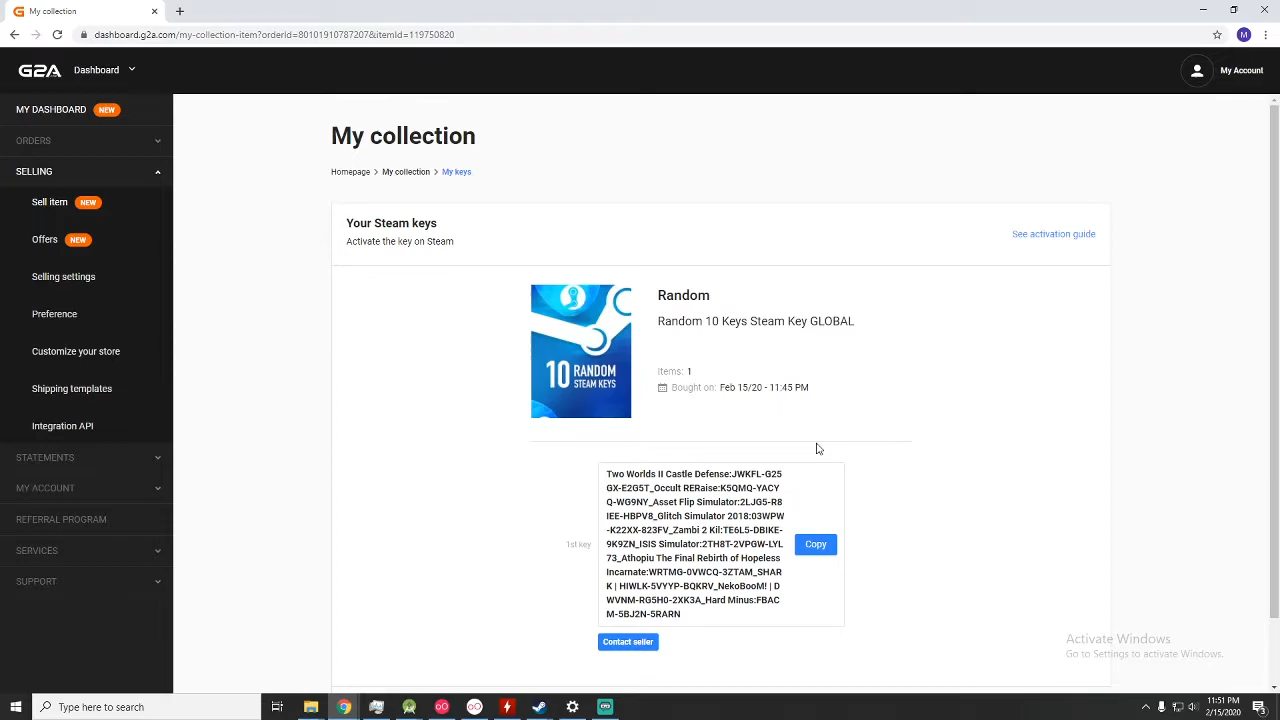 My collection
dashboard.g2a.com/my-collection-item?orderId=80101910787207&itemId=119750820
M
G2A
Dashboard
My Account
MY DASHBOARD NEW
ORDERS
SELLING
Sell item NEW
Offers NEW
Selling settings
Preference
Customize your store
Shipping templates
Integration API
STATEMENTS
MY ACCOUNT
REFERRAL PROGRAM
SERVICES
SUPPORT
My collection
Homepage > My collection > My keys
Your Steam keys
Activate the key on Steam
See activation guide
10 RANDOM
STEAM KEYS
Random
Random 10 Keys Steam Key GLOBAL
Items: 1
Bought on: Feb 15/20 - 11:45 PM
1st key
Two Worlds II Castle Defense:JWKFL-G25
GX-E2G5T_Occult RERaise:K5QMQ-YACY
Q-WG9NY_Asset Flip Simulator:2LJG5-R8
IEE-HBPV8_Glitch Simulator 2018:03WPW
-K22XX-823FV_Zambi 2 Kil:TE6L5-DBIKE-
9K9ZN_ISIS Simulator:2TH8T-2VPGW-LYL
73_Athopiu The Final Rebirth of Hopeless
Incarnate:WRTMG-0VWCQ-3ZTAM_SHAR
K | HIWLK-5VYYP-BQKRV_NekoBooM! | D
WVNM-RG5H0-2XK3A_Hard Minus:FBAC
M-5BJ2N-5RARN
Copy
Contact seller
Activate Windows
Go to Settings to activate Windows.
Type here to search
11:51 PM
2/15/2020
3